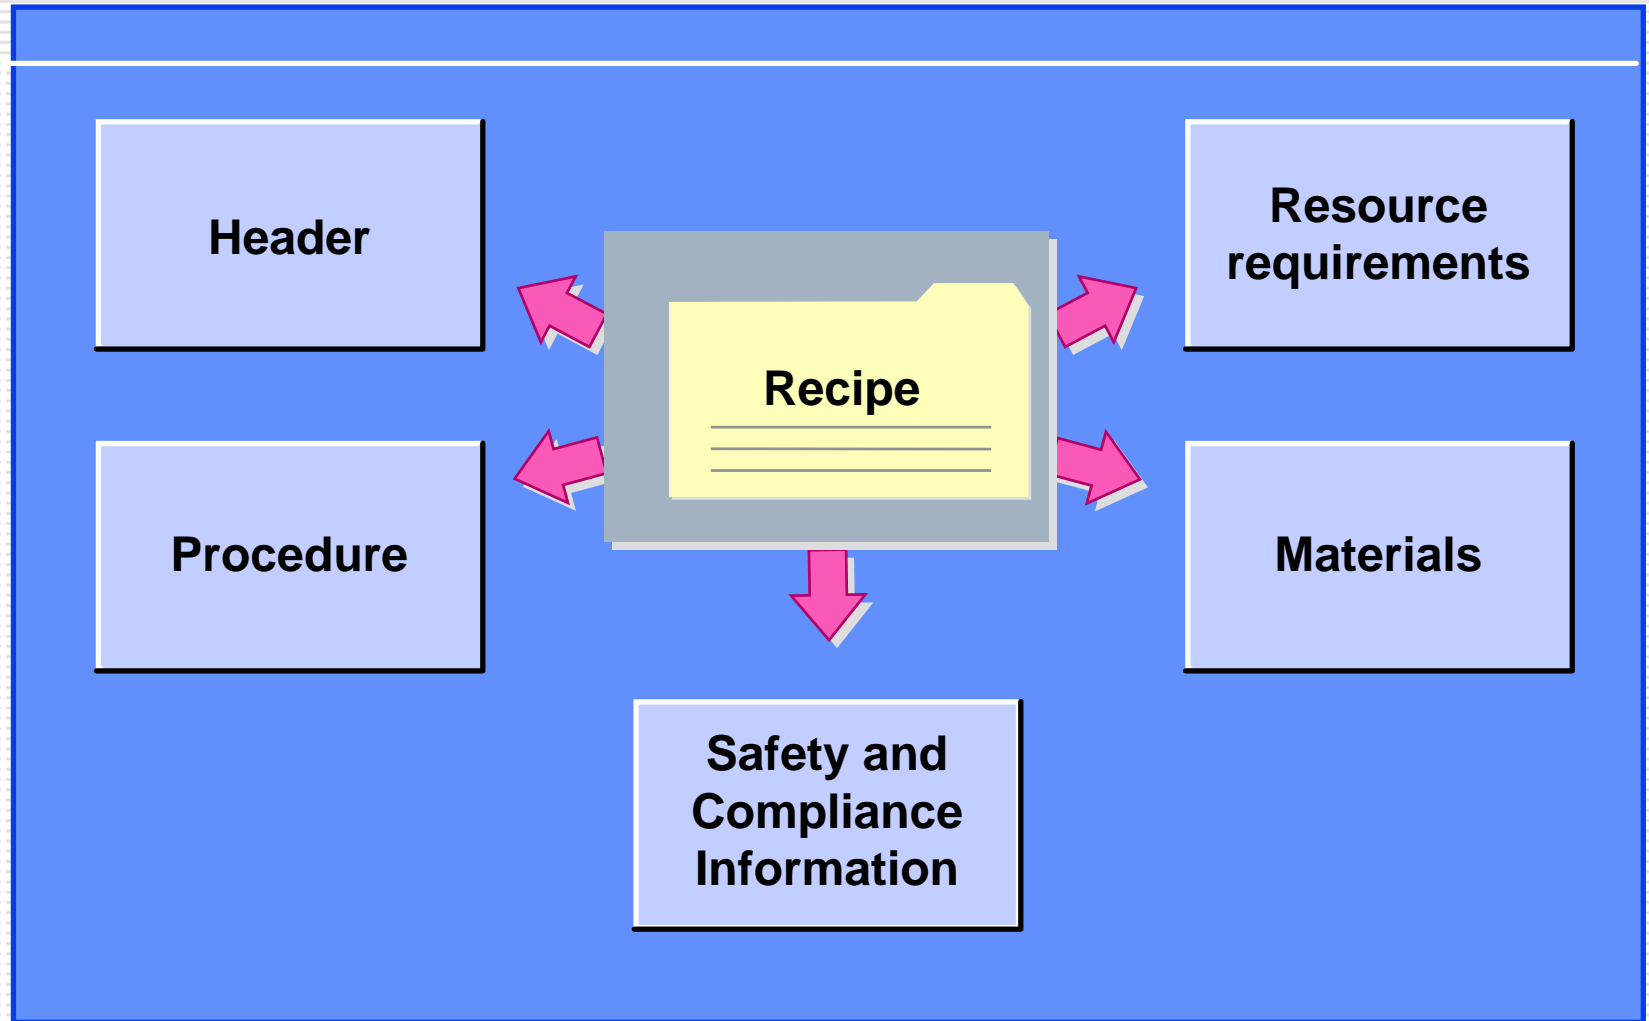 Header
Resource
requirements
Recipe
Procedure
Materials
Safety and
Compliance
Information